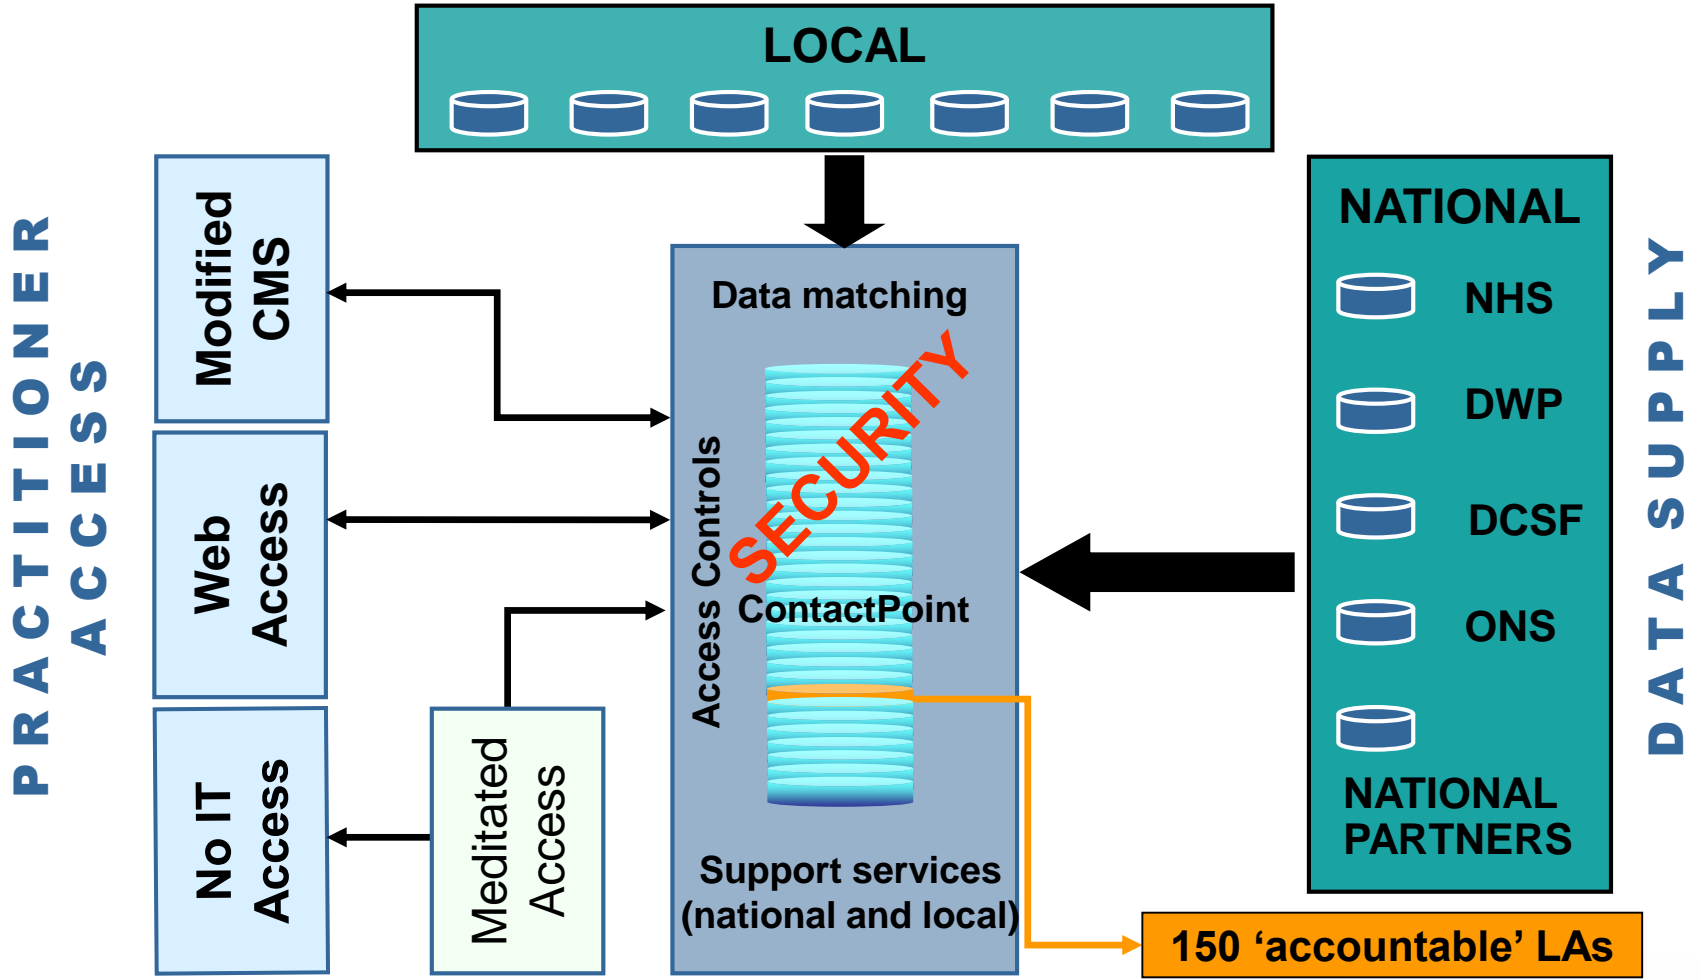 LOCAL
PRACTITIONER
ACCESS
Modified
CMS
Web
Access
No IT
Access
Meditated
Access
Data matching
SECURITY
Access Controls
ContactPoint
Support services
(national and local)
NATIONAL
NHS
DWP
DCSF
ONS
NATIONAL
PARTNERS
DATA SUPPLY
150 ‘accountable’ LAs